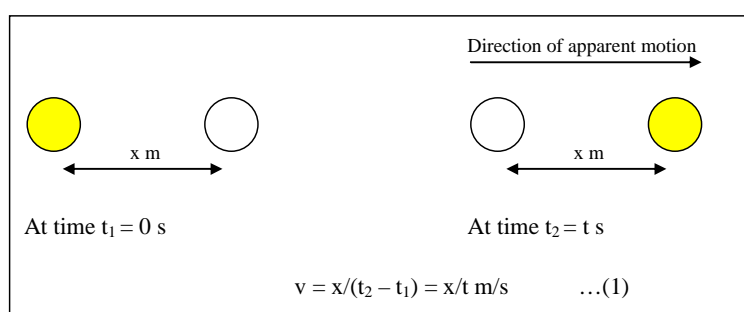 Direction of apparent motion
x m
x m
At time t₁ = 0 s
At time t₂ = t s
v = x/(t₂ – t₁) = x/t m/s …(1)